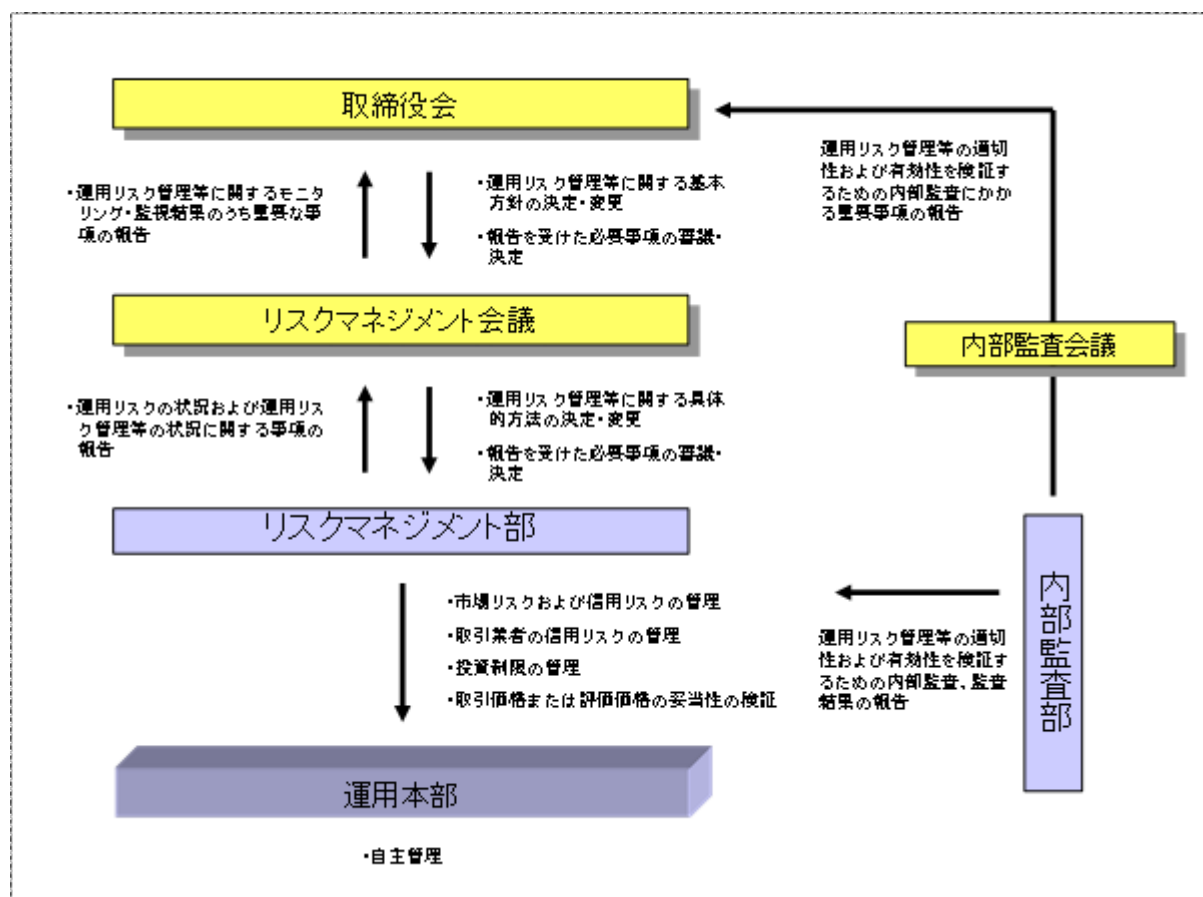 取締役会
・運用リスク管理等に関するモニ
タリング・監視結果のうち重要な事
項の報告
・運用リスク管理等に関する基本
方針の決定・変更
・報告を受けた必要事項の審議・
決定
運用リスク管理等の適切
性および有効性を検証す
るための内部監査にかか
る重要事項の報告
リスクマネジメント会議
内部監査会議
・運用リスクの状況および運用リス
ク管理等の状況に関する事項の
報告
・運用リスク管理等に関する具体
的方法の決定・変更
・報告を受けた必要事項の審議・
決定
リスクマネジメント部
・市場リスクおよび信用リスクの管理
・取引業者の信用リスクの管理
・投資制限の管理
・取引価格または評価価格の妥当性の検証
運用リスク管理等の適切
性および有効性を検証す
るための内部監査、監査
結果の報告
内部監査部
運用本部
・自主管理